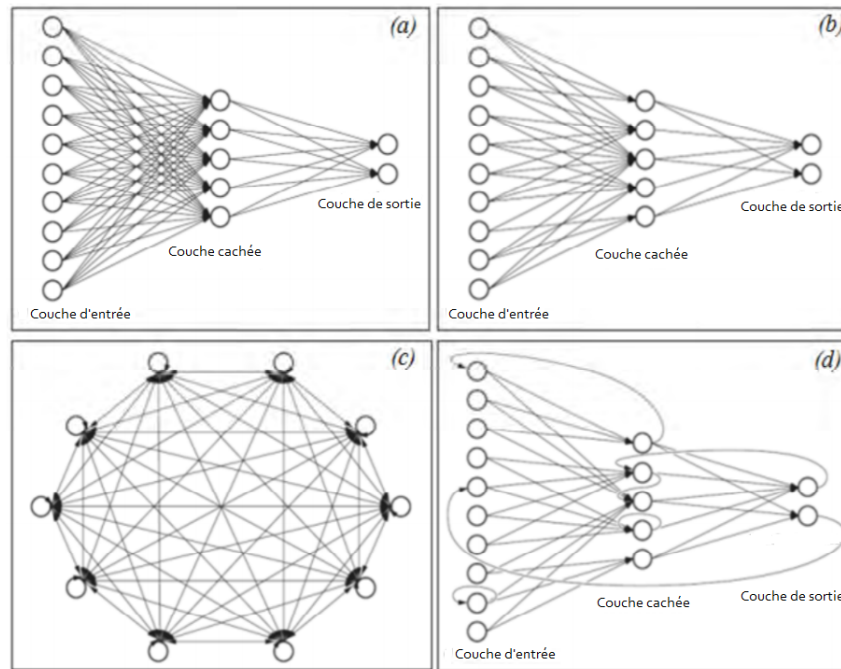 (a)
Couche de sortie
Couche cachée
Couche d'entrée
(b)
Couche de sortie
Couche cachée
Couche d'entrée
(c)
(d)
Couche cachée
Couche de sortie
Couche d'entrée